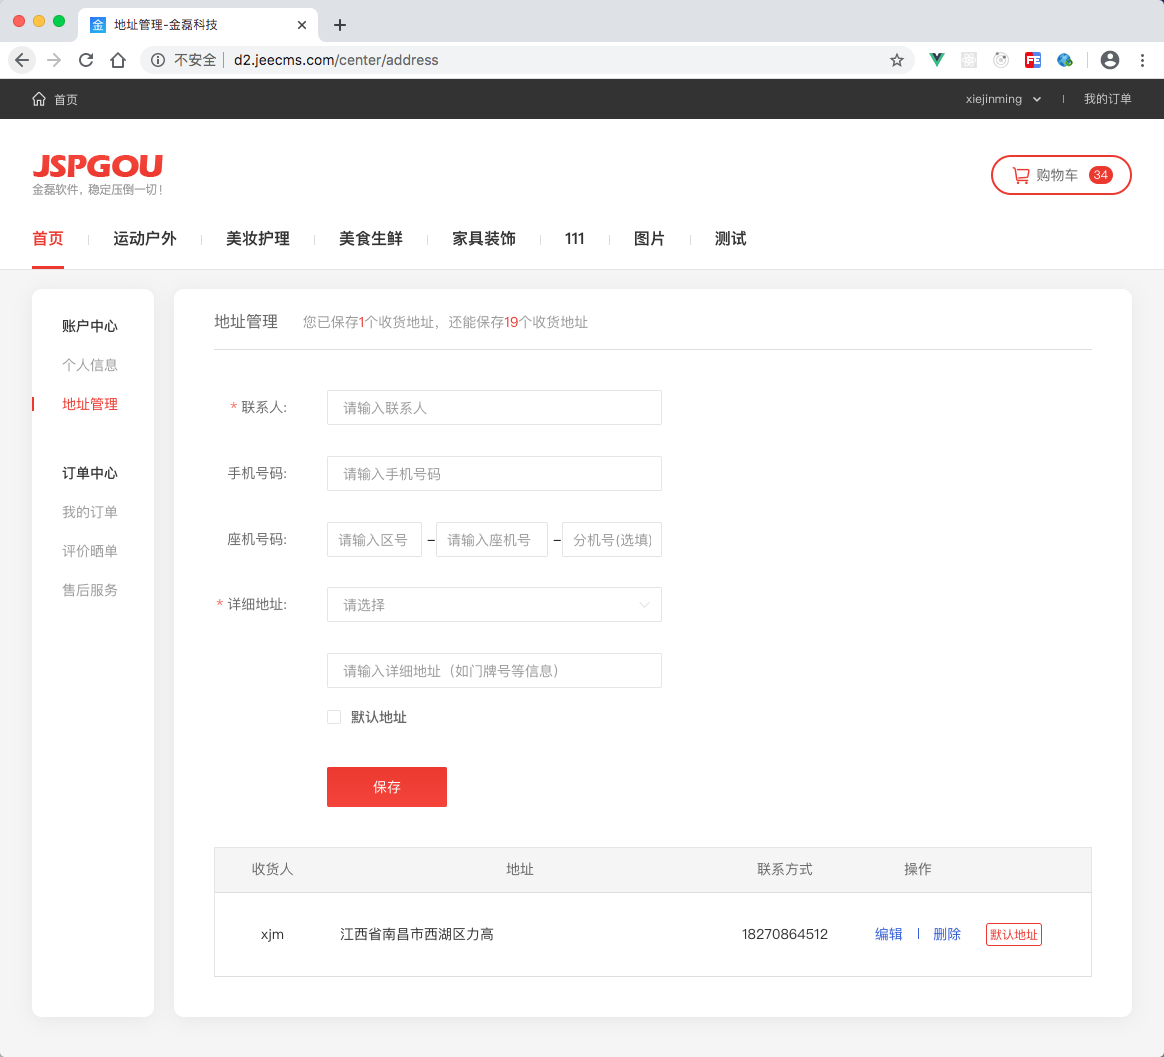 金 地址管理-金磊科技
不安全 d2.jeecms.com/center/address
FE
首页 xiejinming 我的订单
JSPGOU
金磊软件，稳定压倒一切！
购物车 34
首页 运动户外 美妆护理 美食生鲜 家具装饰 111 图片 测试
账户中心
个人信息
地址管理
订单中心
我的订单
评价晒单
售后服务
地址管理 您已保存1个收货地址，还能保存19个收货地址
* 联系人: 请输入联系人
手机号码: 请输入手机号码
座机号码: 请输入区号 – 请输入座机号 – 分机号(选填)
* 详细地址: 请选择
请输入详细地址（如门牌号等信息）
默认地址
保存
收货人 地址 联系方式 操作
xjm 江西省南昌市西湖区力高 18270864512 编辑 | 删除 默认地址